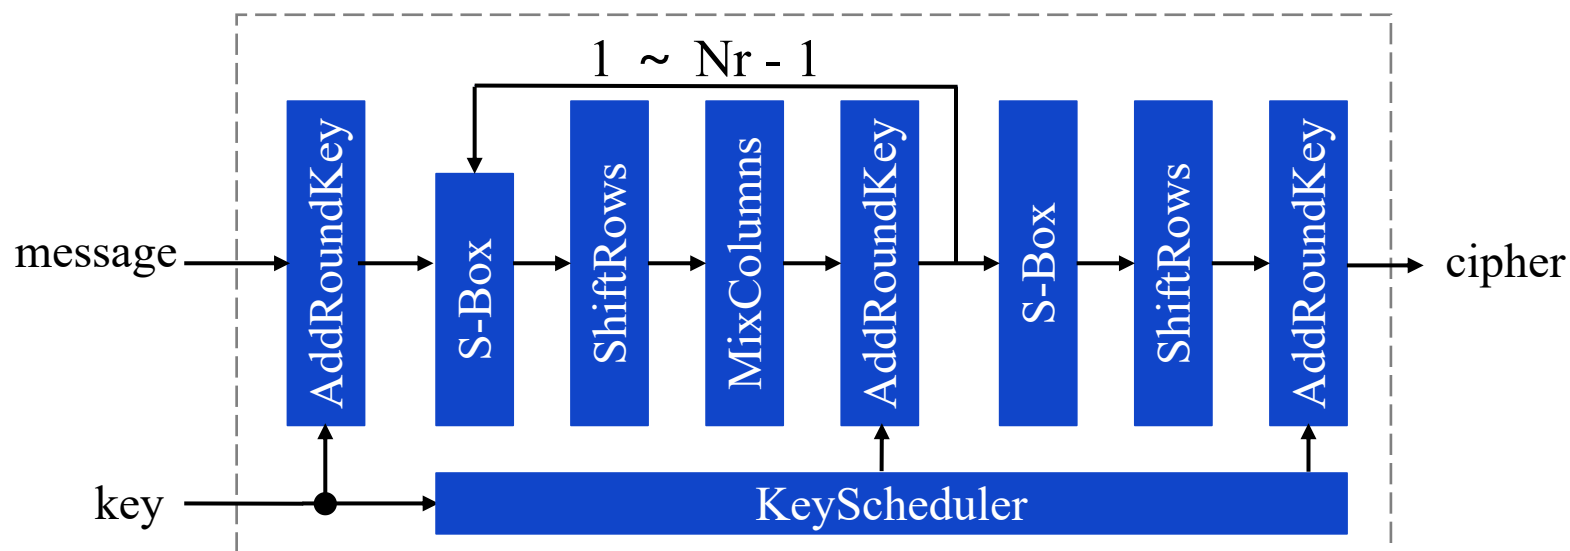 1 ~ Nr - 1
message
AddRoundKey
S-Box
ShiftRows
MixColumns
AddRoundKey
S-Box
ShiftRows
AddRoundKey
cipher
key
KeyScheduler